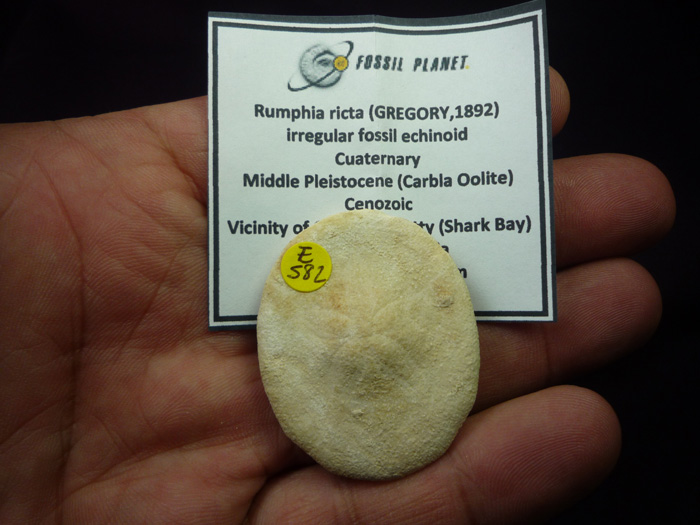 FOSSIL PLANET
Rumphia ricta (GREGORY,1892)
irregular fossil echinoid
Cuaternary
Middle Pleistocene (Carbla Oolite)
Cenozoic
Vicinity of (Shark Bay)
E
582